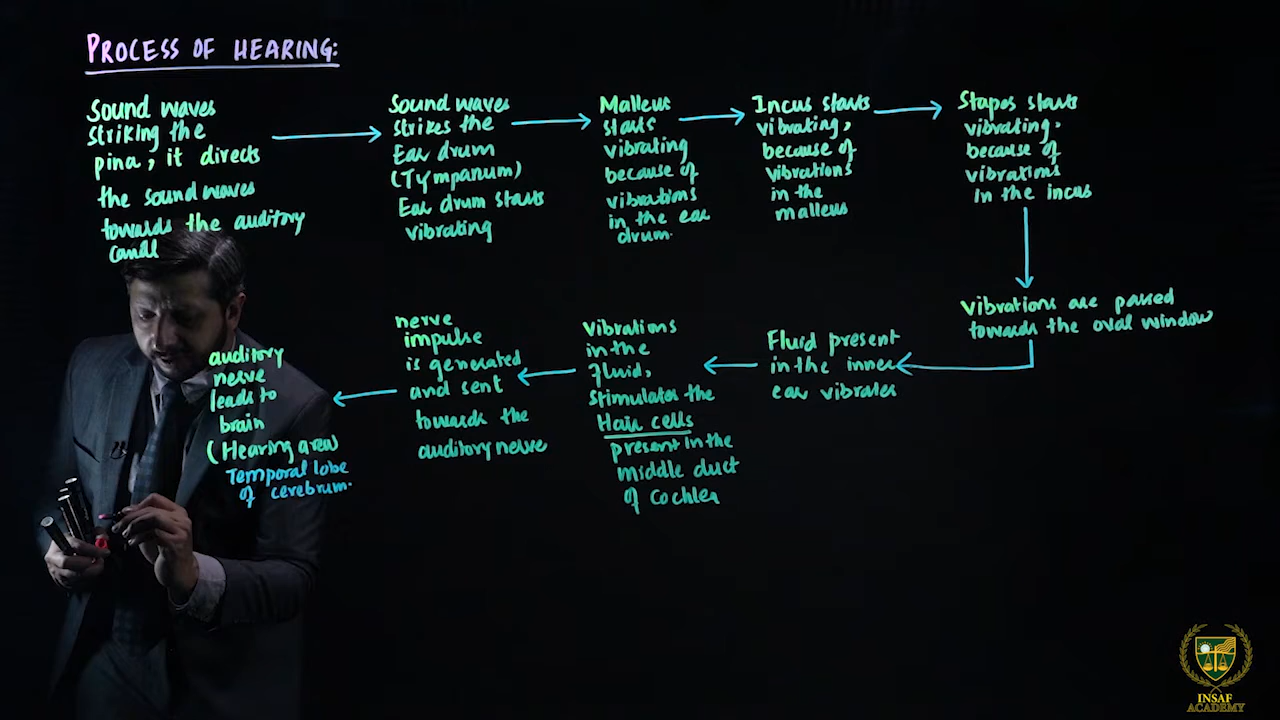 PROCESS OF HEARING:
Sound waves
striking the
pina, it directs
the sound waves
towards the auditory
canal
Sound waves
strikes the
Ear drum
(Tympanum)
Ear drum starts
vibrating
Malleus
starts
vibrating
because of
vibrations
in the ear
drum.
Incus starts
vibrating,
because of
vibrations
in the
malleus
Stapes starts
vibrating.
because of
vibrations
in the incus
Vibrations are passed
towards the oval window
Fluid present
in the inner
ear vibrates
Vibrations
in the
fluid,
stimulates the
Hair cells
present in the
middle duct
of cochlea
nerve
impulse
is generated
and sent
towards the
auditory nerve
auditory
nerve
leads to
brain
(Hearing area)
Temporal lobe
of cerebrum.
INSAF
ACADEMY